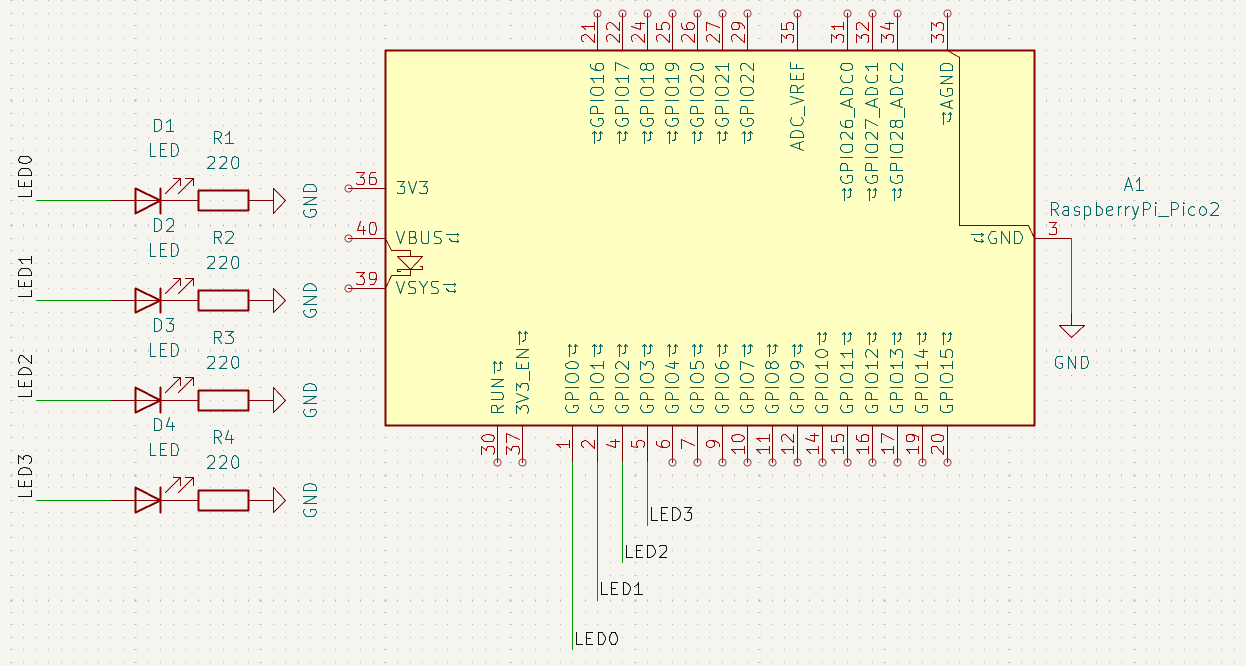 21 22 24 25 26 27 29 35 31 32 34 33
GPIO16 GPIO17 GPIO18 GPIO19 GPIO20 GPIO21 GPIO22 ADC_VREF GPIO26_ADC0 GPIO27_ADC1 GPIO28_ADC2 AGND
LED0
D1
LED
R1
220
GND
LED1
D2
LED
R2
220
GND
LED2
D3
LED
R3
220
GND
LED3
D4
LED
R4
220
GND
36 3V3
40 VBUS
39 VSYS
A1
RaspberryPi_Pico2
GND 3
GND
RUN 3V3_EN GPIO0 GPIO1 GPIO2 GPIO3 GPIO4 GPIO5 GPIO6 GPIO7 GPIO8 GPIO9 GPIO10 GPIO11 GPIO12 GPIO13 GPIO14 GPIO15
30 37 1 2 4 5 6 7 9 10 11 12 14 15 16 17 19 20
LED3
LED2
LED1
LED0